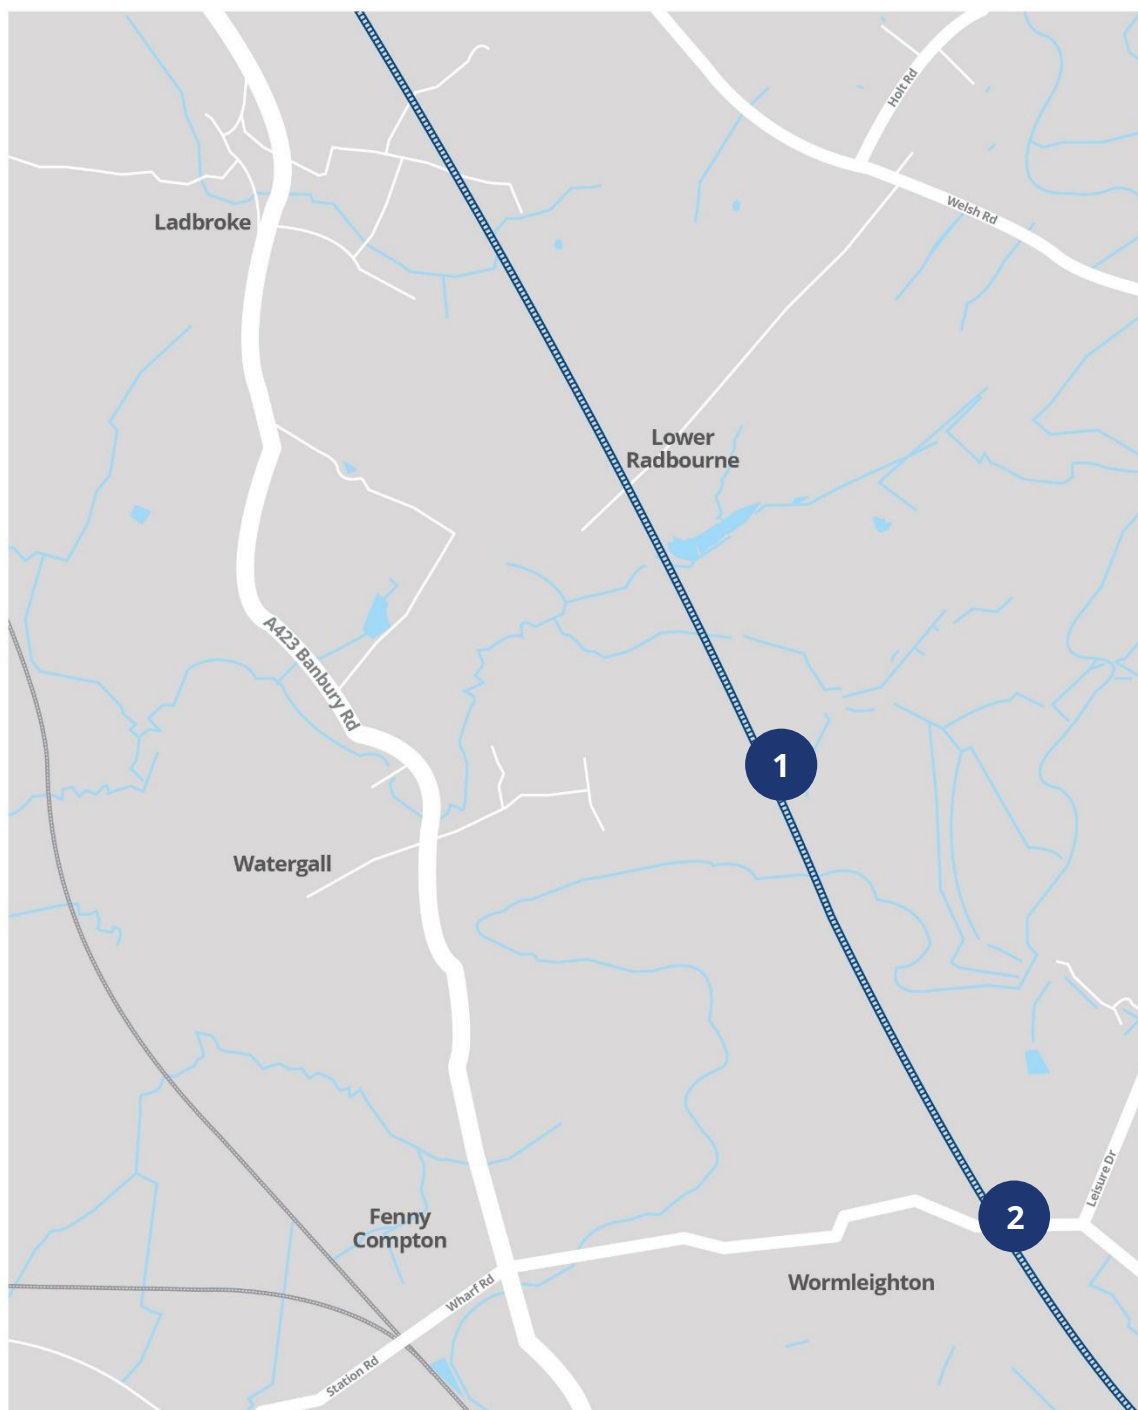 Holt Rd
Welsh Rd
Ladbroke
Lower
Radbourne
A423 Banbury Rd
1
Watergall
Leisure Dr
2
Fenny
Compton
Wormleighton
Wharf Rd
Station Rd